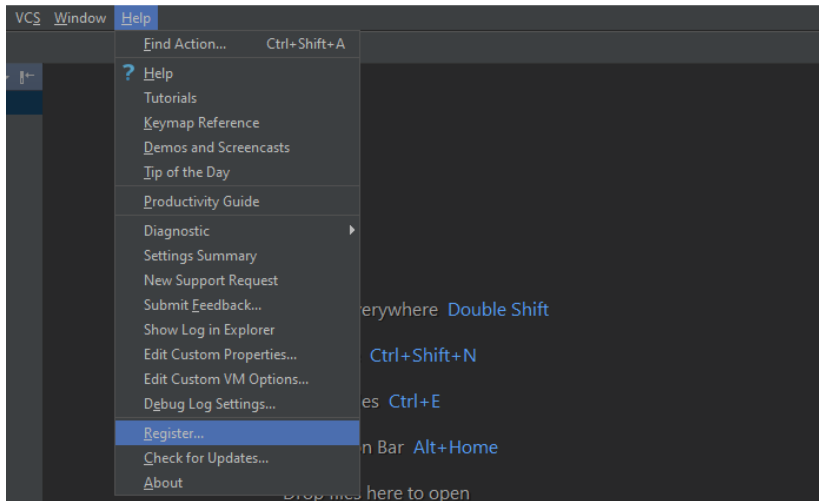 VCS Window Help
Find Action... Ctrl+Shift+A
? Help
Tutorials
Keymap Reference
Demos and Screencasts
Tip of the Day
Productivity Guide
Diagnostic
Settings Summary
New Support Request
Submit Feedback...
erywhere Double Shift
Show Log in Explorer
Edit Custom Properties...
Ctrl+Shift+N
Edit Custom VM Options...
Debug Log Settings...
es Ctrl+E
Register...
n Bar Alt+Home
Check for Updates...
About
Drop files here to open